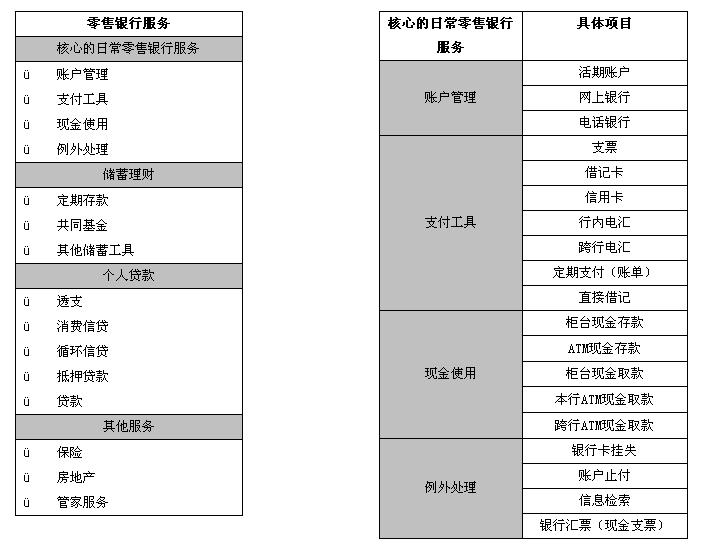 零售银行服务
核心的日常零售银行服务
ü 账户管理
ü 支付工具
ü 现金使用
ü 例外处理
储蓄理财
ü 定期存款
ü 共同基金
ü 其他储蓄工具
个人贷款
ü 透支
ü 消费信贷
ü 循环信贷
ü 抵押贷款
ü 贷款
其他服务
ü 保险
ü 房地产
ü 管家服务
核心的日常零售银行
服务
具体项目
账户管理
活期账户
网上银行
电话银行
支付工具
支票
借记卡
信用卡
行内电汇
跨行电汇
定期支付（账单）
直接借记
现金使用
柜台现金存款
ATM现金存款
柜台现金取款
本行ATM现金取款
跨行ATM现金取款
例外处理
银行卡挂失
账户止付
信息检索
银行汇票（现金支票）